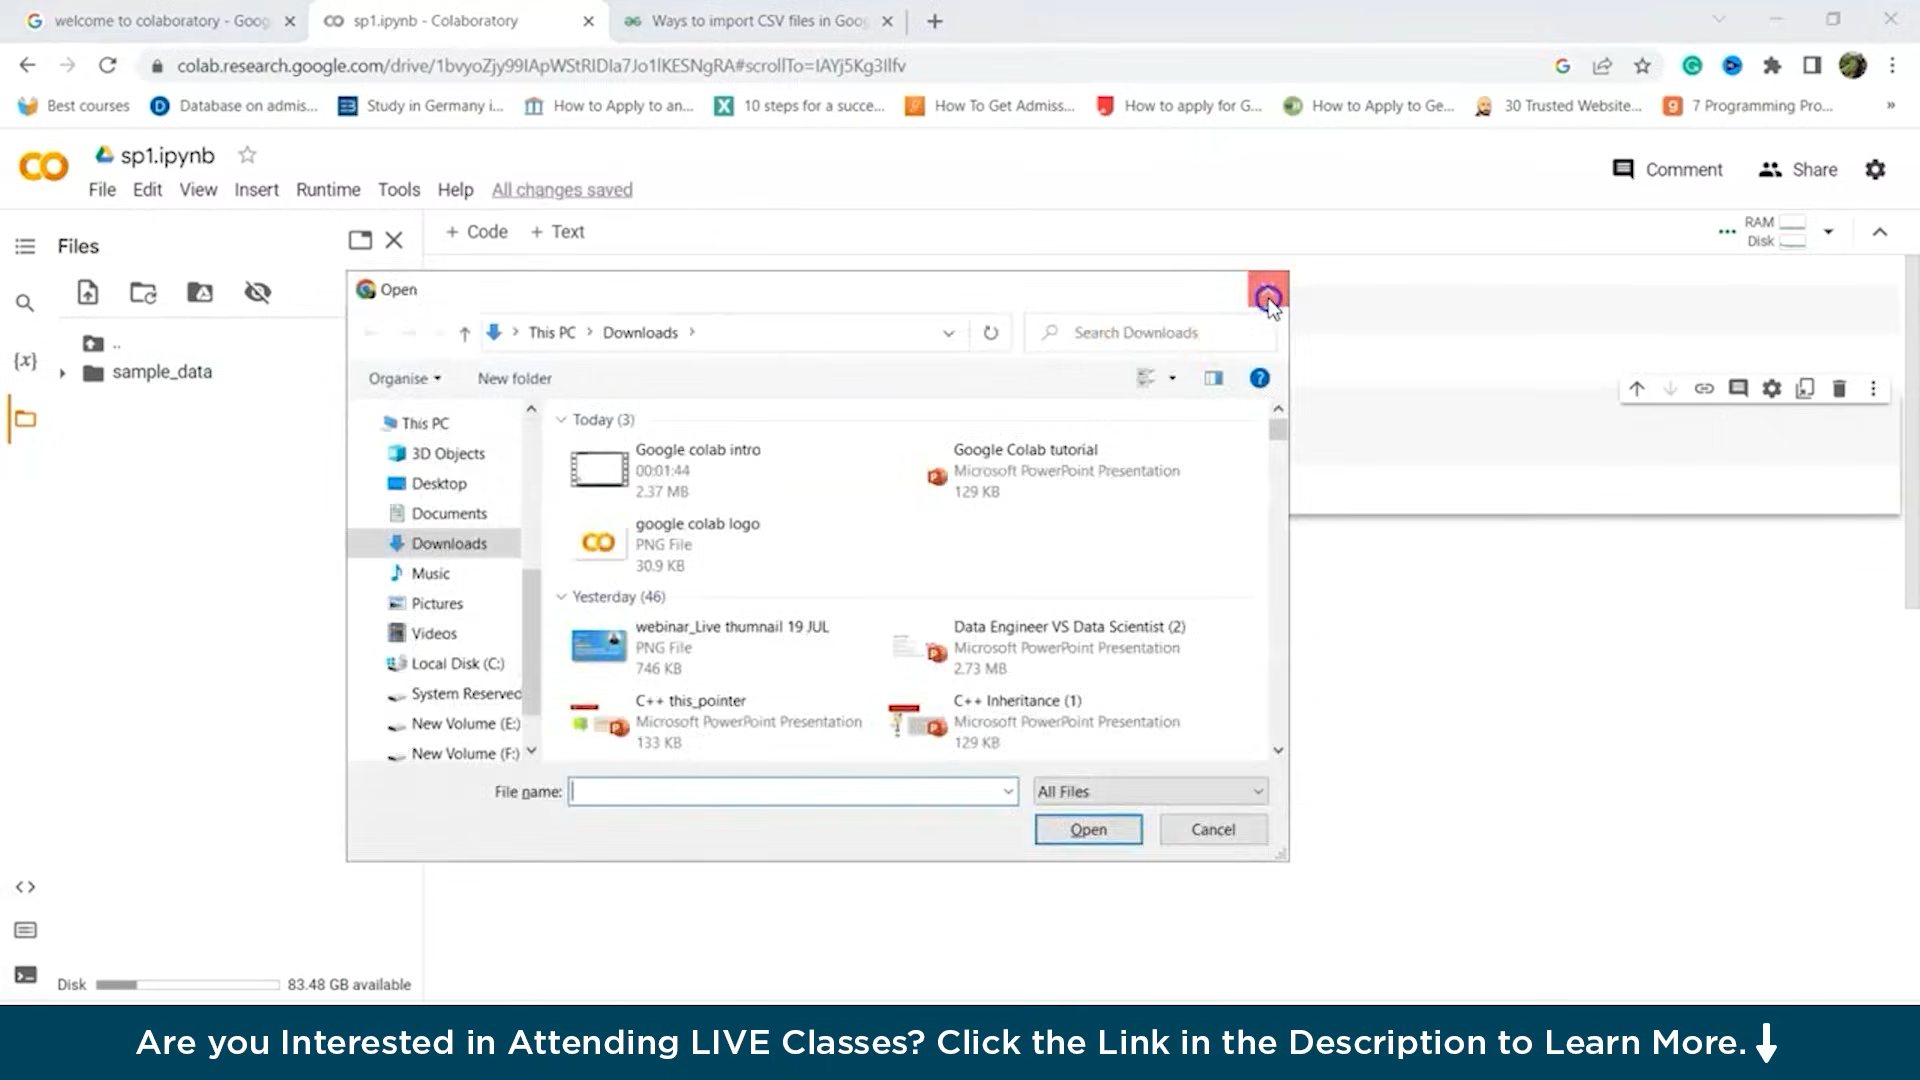 welcome to colaboratory - Goog
sp1.ipynb - Colaboratory
Ways to import CSV files in Goo
colab.research.google.com/drive/1bvyoZjy99IApWStRIDIa7Jo1lKESNgRA#scrollTo=IAYj5Kg3Ilfv
Best courses
Database on admis...
Study in Germany i...
How to Apply to an...
10 steps for a succe...
How To Get Admiss...
How to apply for G...
How to Apply to Ge...
30 Trusted Website...
7 Programming Pro...
sp1.ipynb
Comment
Share
File Edit View Insert Runtime Tools Help All changes saved
Files
+ Code + Text
RAM
Disk
..
sample_data
Open
This PC > Downloads >
Search Downloads
Organise
New folder
This PC
3D Objects
Desktop
Documents
Downloads
Music
Pictures
Videos
Local Disk (C:)
System Reserved
New Volume (E:)
New Volume (F:)
Today (3)
Google colab intro
00:01:44
2.37 MB
Google Colab tutorial
Microsoft PowerPoint Presentation
129 KB
google colab logo
PNG File
30.9 KB
Yesterday (46)
webinar_Live thumnail 19 JUL
PNG File
746 KB
Data Engineer VS Data Scientist (2)
Microsoft PowerPoint Presentation
2.73 MB
C++ this_pointer
Microsoft PowerPoint Presentation
133 KB
C++ Inheritance (1)
Microsoft PowerPoint Presentation
129 KB
File name:
All Files
Open
Cancel
Disk
83.48 GB available
Are you Interested in Attending LIVE Classes? Click the Link in the Description to Learn More.